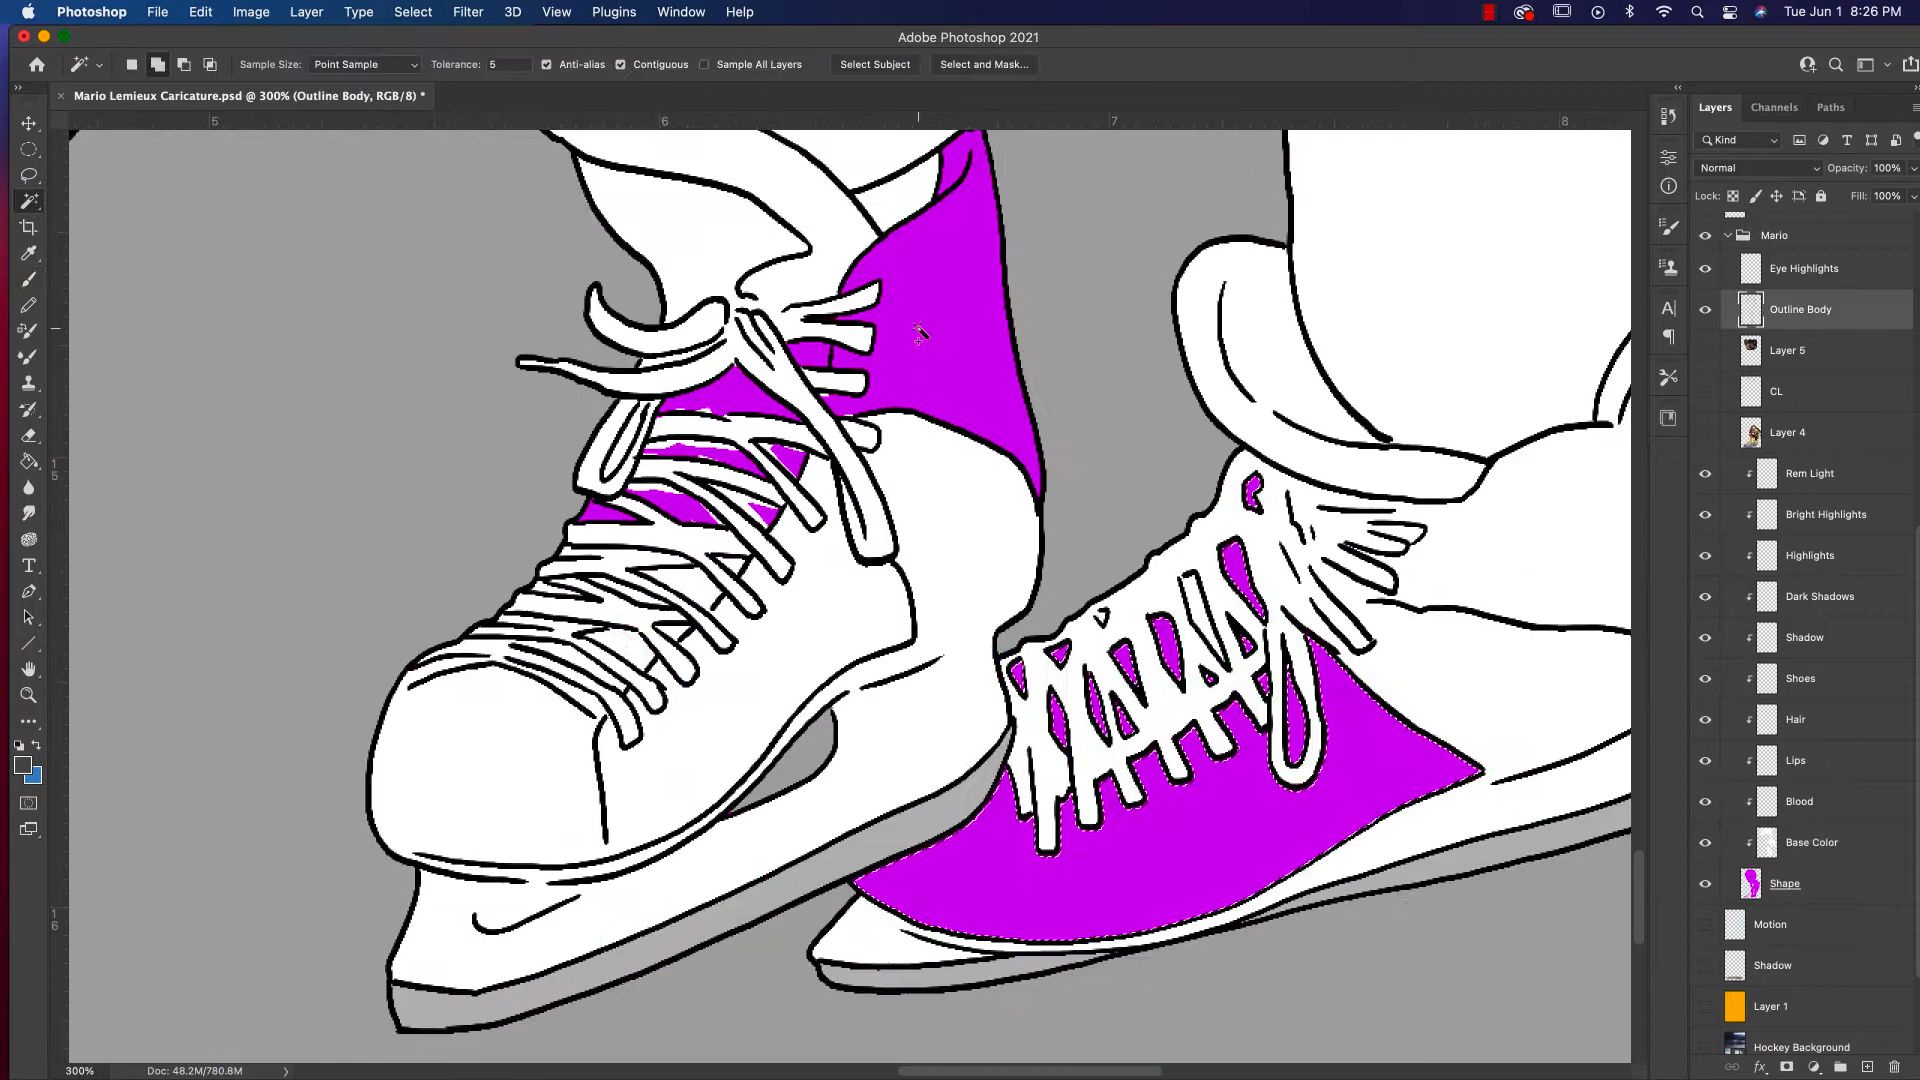 Photoshop File Edit Image Layer Type Select Filter 3D View Plugins Window Help Tue Jun 1 8:26 PM
Adobe Photoshop 2021
Sample Size: Point Sample Tolerance: 5 Anti-alias Contiguous Sample All Layers Select Subject Select and Mask...
Mario Lemieux Caricature.psd @ 300% (Outline Body, RGB/8) *
Layers Channels Paths
5 6 7 8
Kind
Normal Opacity: 100%
Lock: Fill: 100%
Mario
Eye Highlights
Outline Body
Layer 5
CL
Layer 4
Rem Light
Bright Highlights
Highlights
Dark Shadows
Shadow
Shoes
Hair
Lips
Blood
Base Color
Shape
Motion
Shadow
Layer 1
Hockey Background
1
5
1
6
300% Doc: 48.2M/780.8M